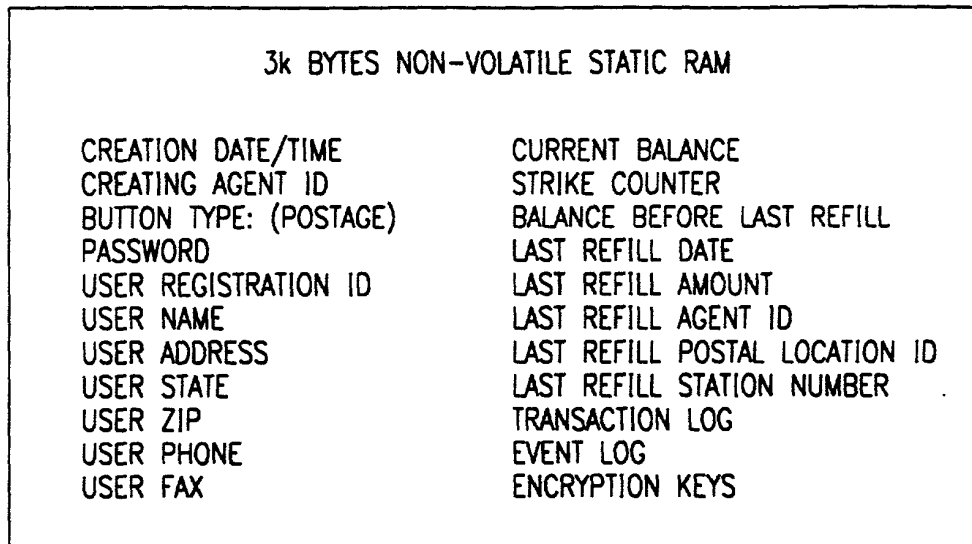 3k BYTES NON-VOLATILE STATIC RAM
CREATION DATE/TIME
CREATING AGENT ID
BUTTON TYPE: (POSTAGE)
PASSWORD
USER REGISTRATION ID
USER NAME
USER ADDRESS
USER STATE
USER ZIP
USER PHONE
USER FAX
CURRENT BALANCE
STRIKE COUNTER
BALANCE BEFORE LAST REFILL
LAST REFILL DATE
LAST REFILL AMOUNT
LAST REFILL AGENT ID
LAST REFILL POSTAL LOCATION ID
LAST REFILL STATION NUMBER
TRANSACTION LOG
EVENT LOG
ENCRYPTION KEYS